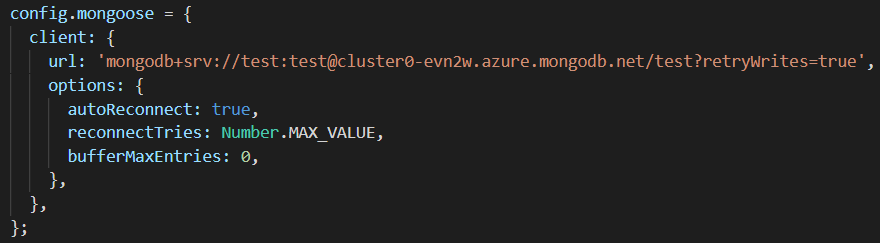 config.mongoose = {
  client: {
    url: 'mongodb+srv://test:test@cluster0-evn2w.azure.mongodb.net/test?retryWrites=true',
    options: {
      autoReconnect: true,
      reconnectTries: Number.MAX_VALUE,
      bufferMaxEntries: 0,
    },
  },
};